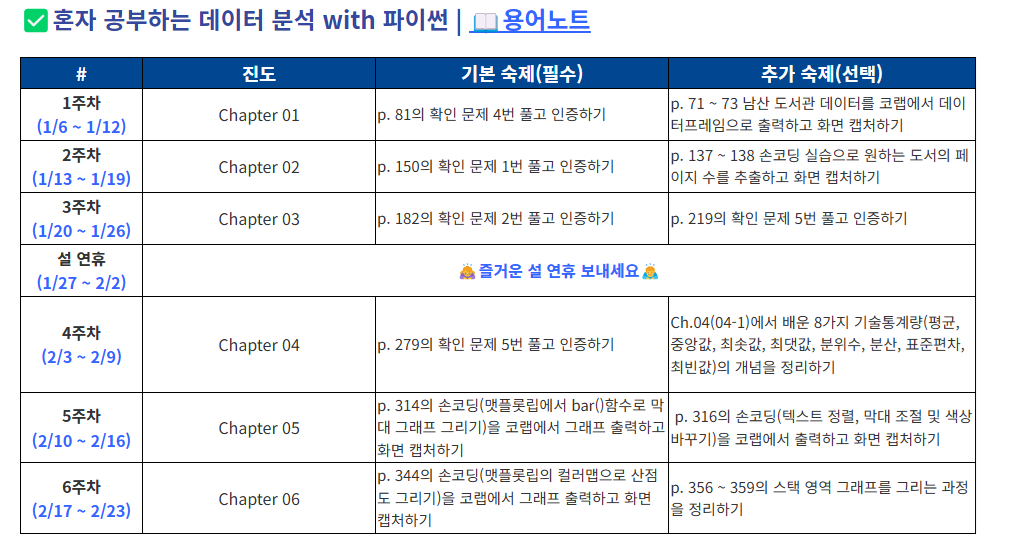 ✅혼자 공부하는 데이터 분석 with 파이썬 | 📖용어노트
# 진도 기본 숙제(필수) 추가 숙제(선택)
1주차
(1/6 ~ 1/12)
Chapter 01
p. 81의 확인 문제 4번 풀고 인증하기
p. 71 ~ 73 남산 도서관 데이터를 코랩에서 데이
터프레임으로 출력하고 화면 캡처하기
2주차
(1/13 ~ 1/19)
Chapter 02
p. 150의 확인 문제 1번 풀고 인증하기
p. 137 ~ 138 손코딩 실습으로 원하는 도서의 페
이지 수를 추출하고 화면 캡처하기
3주차
(1/20 ~ 1/26)
Chapter 03
p. 182의 확인 문제 2번 풀고 인증하기
p. 219의 확인 문제 5번 풀고 인증하기
설 연휴
(1/27 ~ 2/2)
🙇‍♀️즐거운 설 연휴 보내세요🙇‍♂️
4주차
(2/3 ~ 2/9)
Chapter 04
p. 279의 확인 문제 5번 풀고 인증하기
Ch.04(04-1)에서 배운 8가지 기술통계량(평균,
중앙값, 최솟값, 최댓값, 분위수, 분산, 표준편차,
최빈값)의 개념을 정리하기
5주차
(2/10 ~ 2/16)
Chapter 05
p. 314의 손코딩(맷플롯립에서 bar()함수로 막
대 그래프 그리기)을 코랩에서 그래프 출력하고
화면 캡처하기
p. 316의 손코딩(텍스트 정렬, 막대 조절 및 색상
바꾸기)을 코랩에서 출력하고 화면 캡처하기
6주차
(2/17 ~ 2/23)
Chapter 06
p. 344의 손코딩(맷플롯립의 컬러맵으로 산점
도 그리기)을 코랩에서 그래프 출력하고 화면
캡처하기
p. 356 ~ 359의 스택 영역 그래프를 그리는 과정
을 정리하기